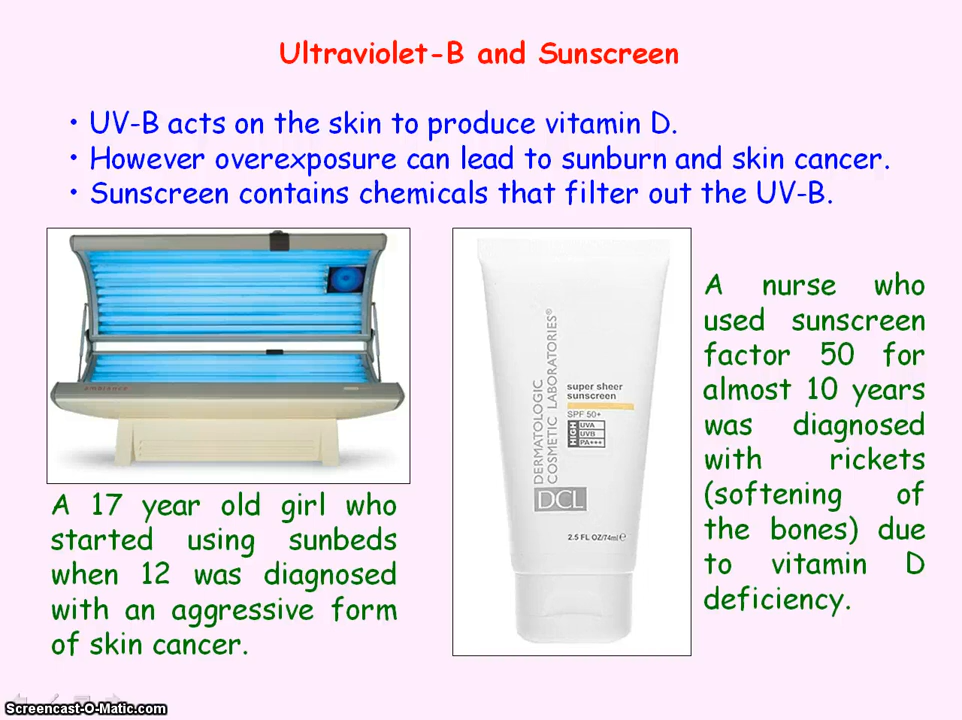 Ultraviolet-B and Sunscreen
• UV-B acts on the skin to produce vitamin D.
• However overexposure can lead to sunburn and skin cancer.
• Sunscreen contains chemicals that filter out the UV-B.
A 17 year old girl who
started using sunbeds
when 12 was diagnosed
with an aggressive form
of skin cancer.
DERMATOLOGIC
COSMETIC LABORATORIES®
DCL
super sheer
sunscreen
SPF 50+
HIGH
UVA
UVB
PA+++
2.5 FL OZ/74ml ℮
A nurse who
used sunscreen
factor 50 for
almost 10 years
was diagnosed
with rickets
(softening of
the bones) due
to vitamin D
deficiency.
Screencast-O-Matic.com